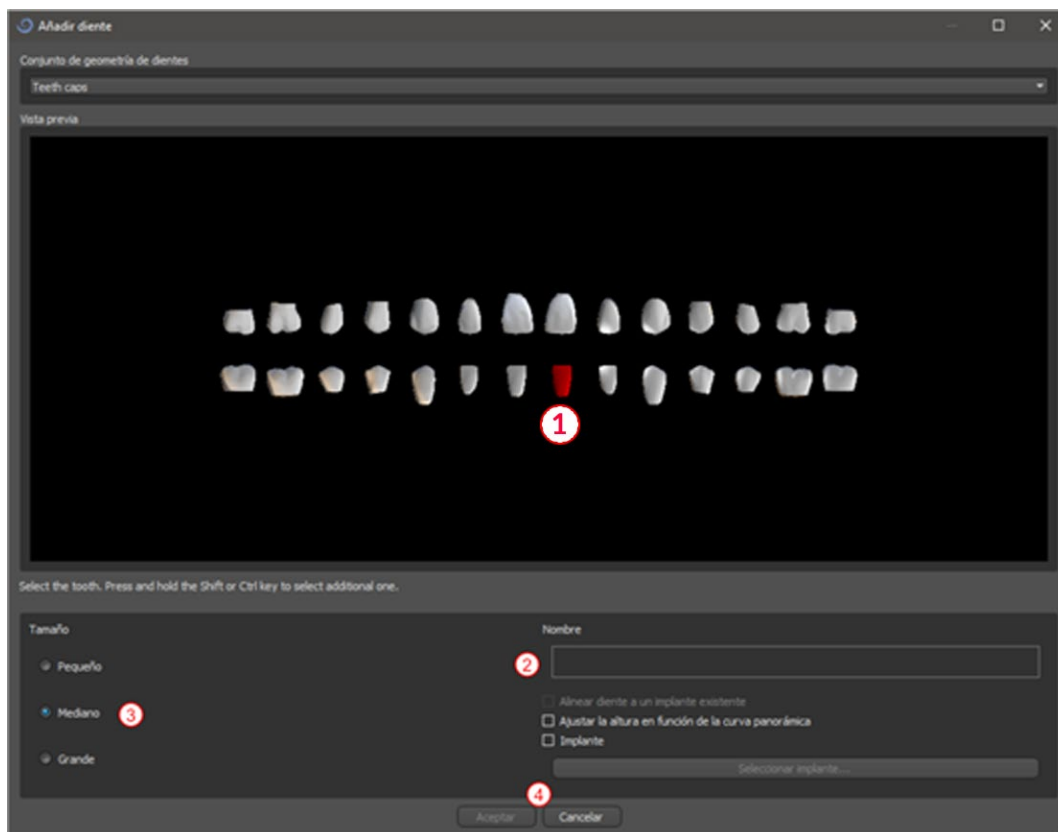 Añadir diente
Conjunto de geometría de dientes
Teeth caps
Vista previa
1
Select the tooth. Press and hold the Shift or Ctrl key to select additional one.
Tamaño
Nombre
Pequeño
2
Mediano
3
Alinear diente a un implante existente
Ajustar la altura en función de la curva panorámica
Implante
Grande
Seleccionar implante...
4
Aceptar
Cancelar